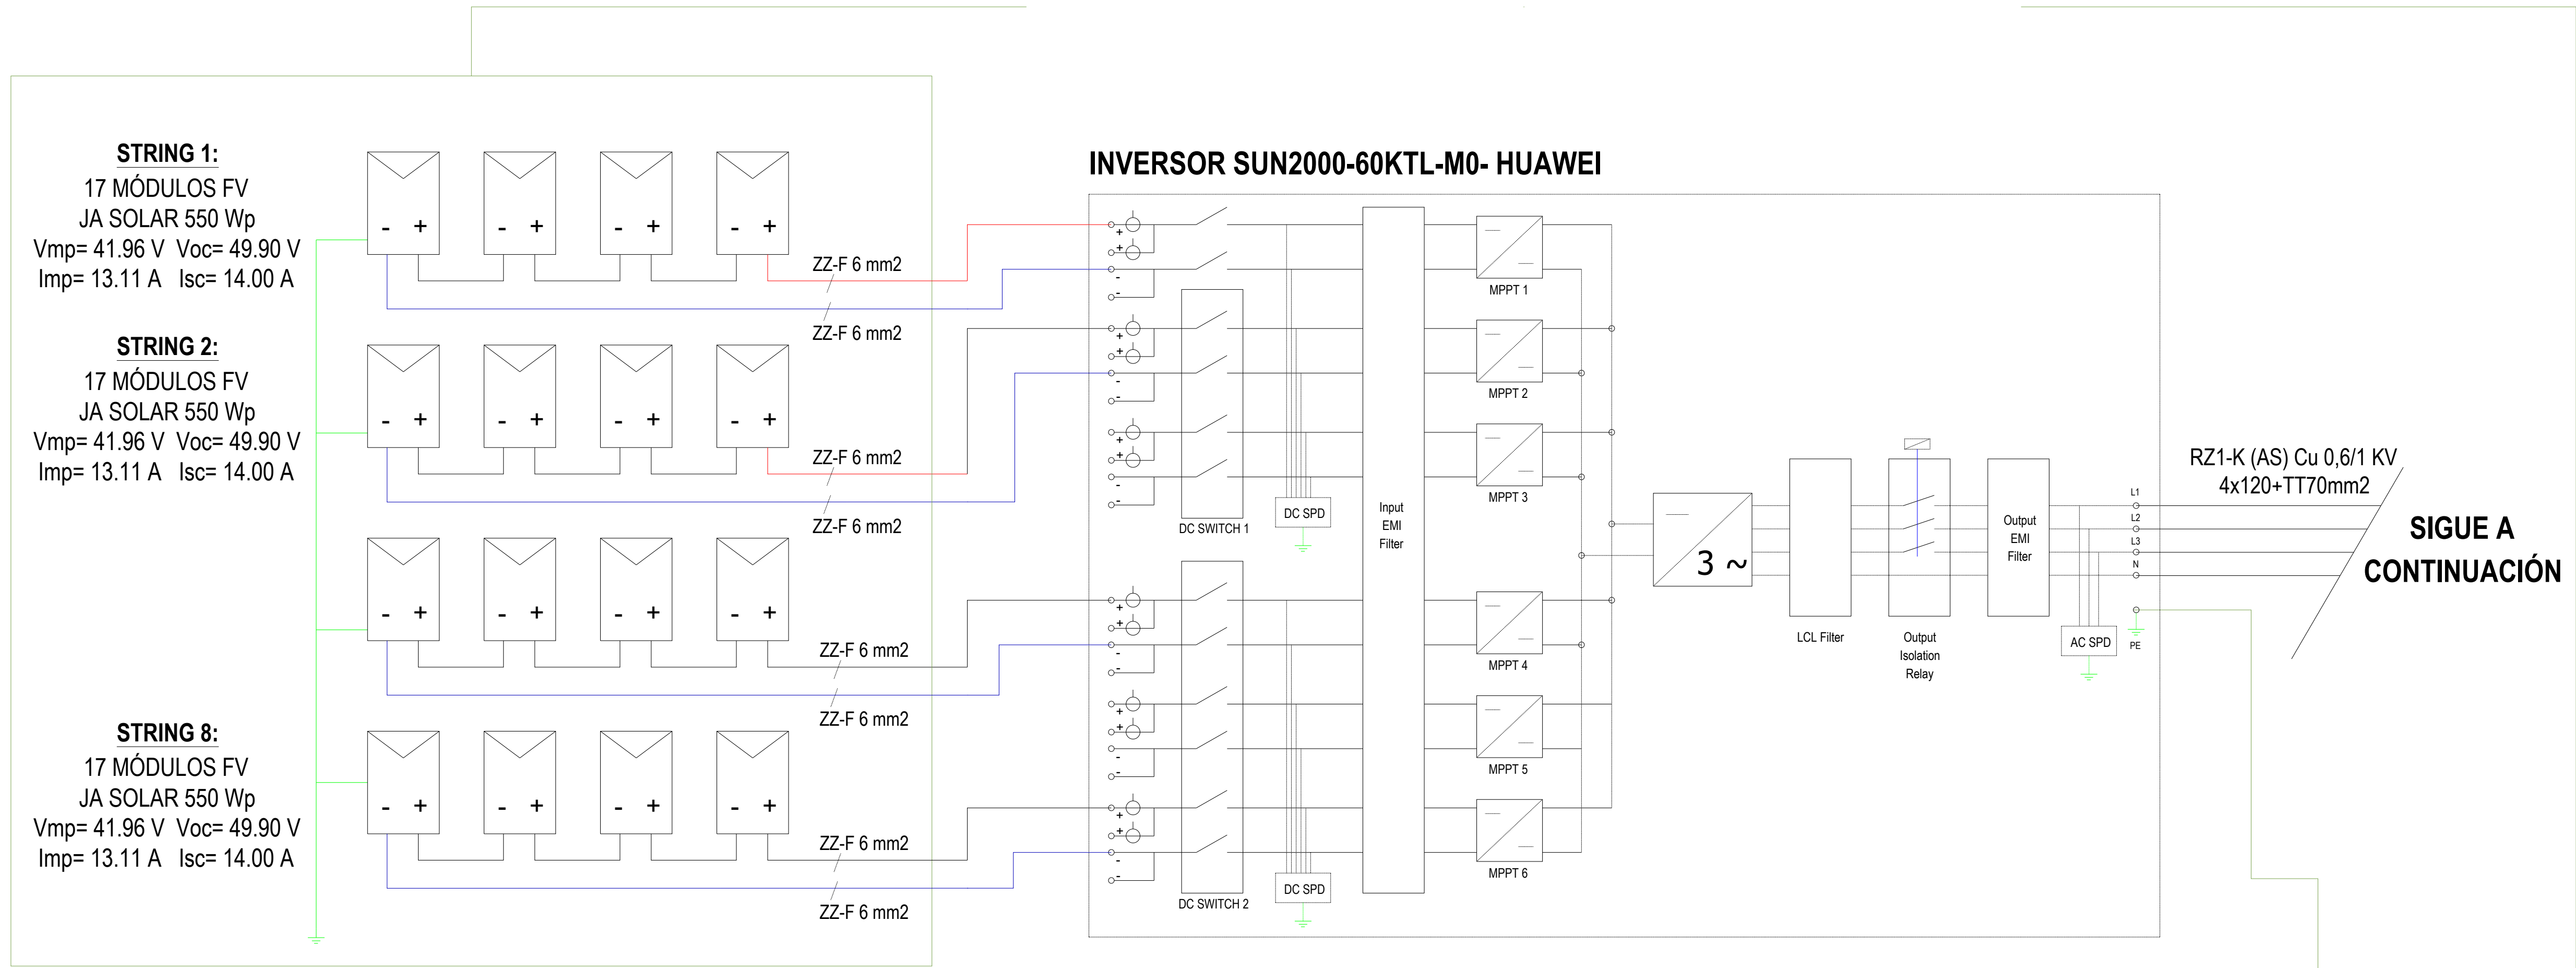 STRING 1:
17 MÓDULOS FV
JA SOLAR 550 Wp
Vmp= 41.96 V Voc= 49.90 V
Imp= 13.11 A Isc= 14.00 A
- + - + - + - +
ZZ-F 6 mm2
ZZ-F 6 mm2
STRING 2:
17 MÓDULOS FV
JA SOLAR 550 Wp
Vmp= 41.96 V Voc= 49.90 V
Imp= 13.11 A Isc= 14.00 A
- + - + - + - +
ZZ-F 6 mm2
ZZ-F 6 mm2
- + - + - + - +
ZZ-F 6 mm2
ZZ-F 6 mm2
STRING 8:
17 MÓDULOS FV
JA SOLAR 550 Wp
Vmp= 41.96 V Voc= 49.90 V
Imp= 13.11 A Isc= 14.00 A
- + - + - + - +
ZZ-F 6 mm2
ZZ-F 6 mm2
INVERSOR SUN2000-60KTL-M0- HUAWEI
+
+
-
-
+
+
-
-
+
+
-
-
DC SWITCH 1
DC SPD
+
+
-
-
+
+
-
-
+
+
-
-
DC SWITCH 2
DC SPD
Input
EMI
Filter
MPPT 1
MPPT 2
MPPT 3
MPPT 4
MPPT 5
MPPT 6
3 ~
LCL Filter
Output
Isolation
Relay
Output
EMI
Filter
AC SPD
L1
L2
L3
N
PE
RZ1-K (AS) Cu 0,6/1 KV
4x120+TT70mm2
SIGUE A
CONTINUACIÓN